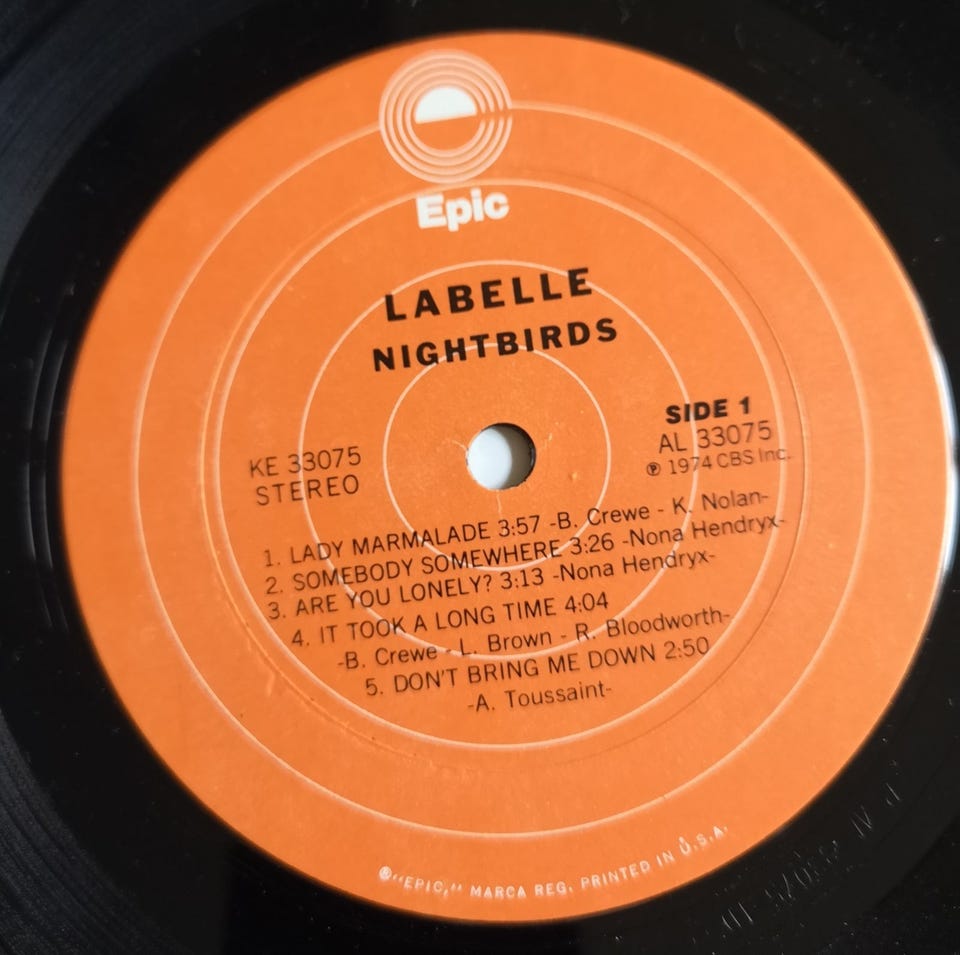 Epic
LABELLE
NIGHTBIRDS
SIDE 1
AL 33075
℗ 1974 CBS Inc.
KE 33075
STEREO
1. LADY MARMALADE 3:57 -B. Crewe - K. Nolan-
2. SOMEBODY SOMEWHERE 3:26 -Nona Hendryx-
3. ARE YOU LONELY? 3:13 -Nona Hendryx-
4. IT TOOK A LONG TIME 4:04
-B. Crewe - L. Brown - R. Bloodworth-
5. DON'T BRING ME DOWN 2:50
-A. Toussaint-
®"EPIC," MARCA REG. PRINTED IN U.S.A.